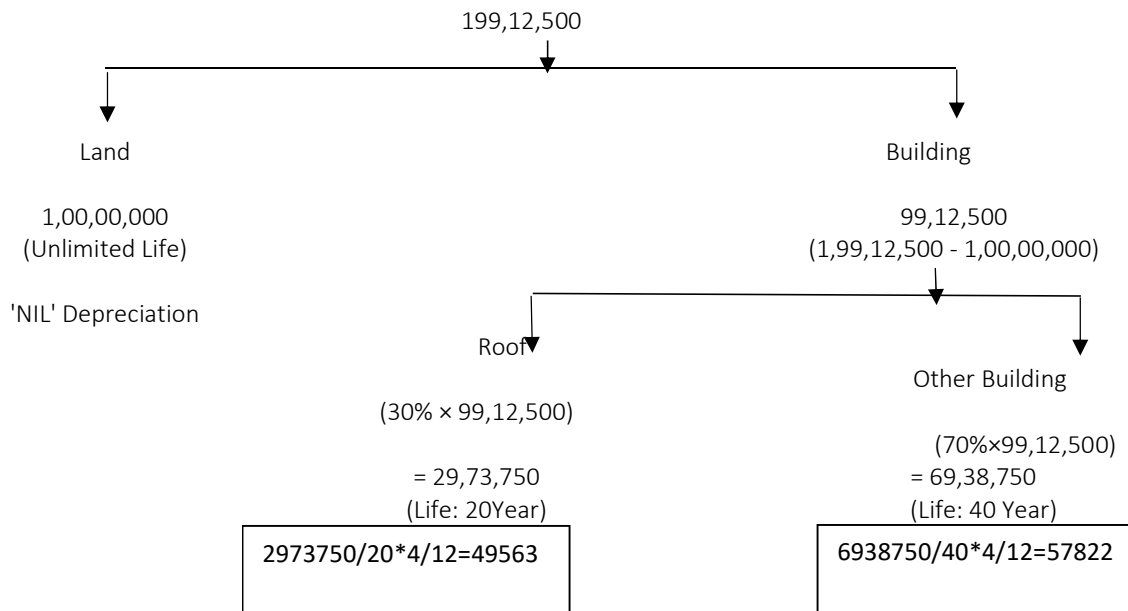 199,12,500
Land
Building
1,00,00,000
99,12,500
(Unlimited Life)
(1,99,12,500 - 1,00,00,000)
'NIL' Depreciation
Roof
Other Building
(30% × 99,12,500)
(70%×99,12,500)
= 29,73,750
= 69,38,750
(Life: 20Year)
(Life: 40 Year)
2973750/20*4/12=49563
6938750/40*4/12=57822